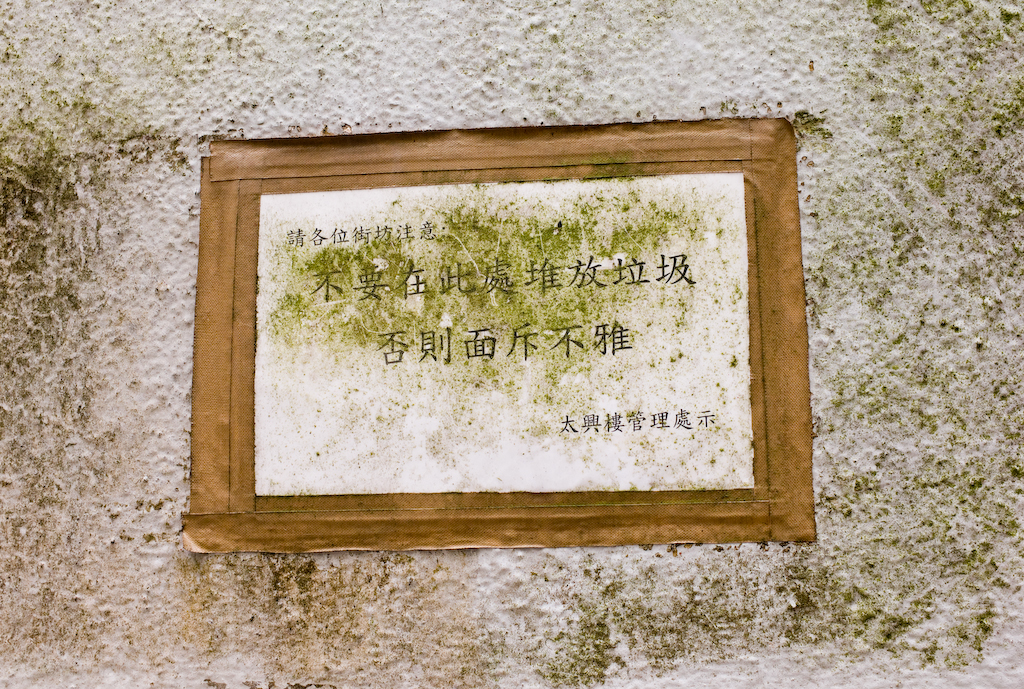 請各位街坊注意:
不要在此處堆放垃圾
否則面斥不雅
太興樓管理處示